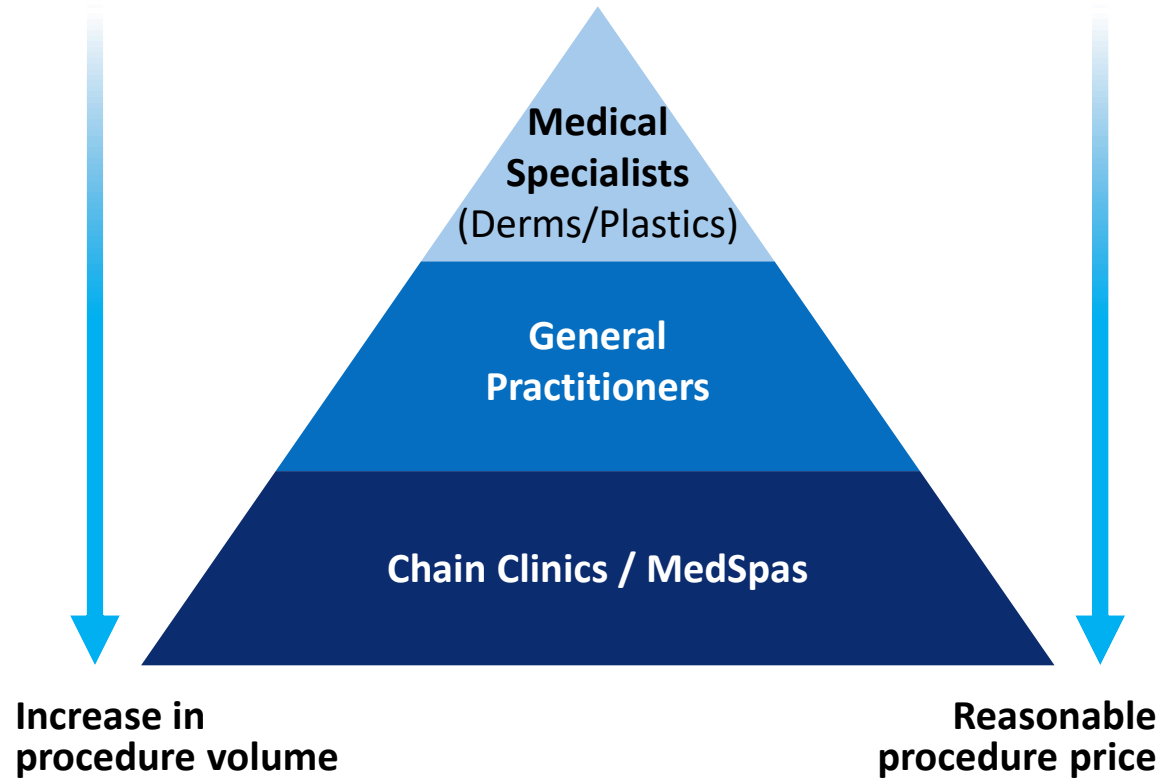 Medical
Specialists
(Derms/Plastics)
General
Practitioners
Chain Clinics / MedSpas
Increase in
procedure volume
Reasonable
procedure price